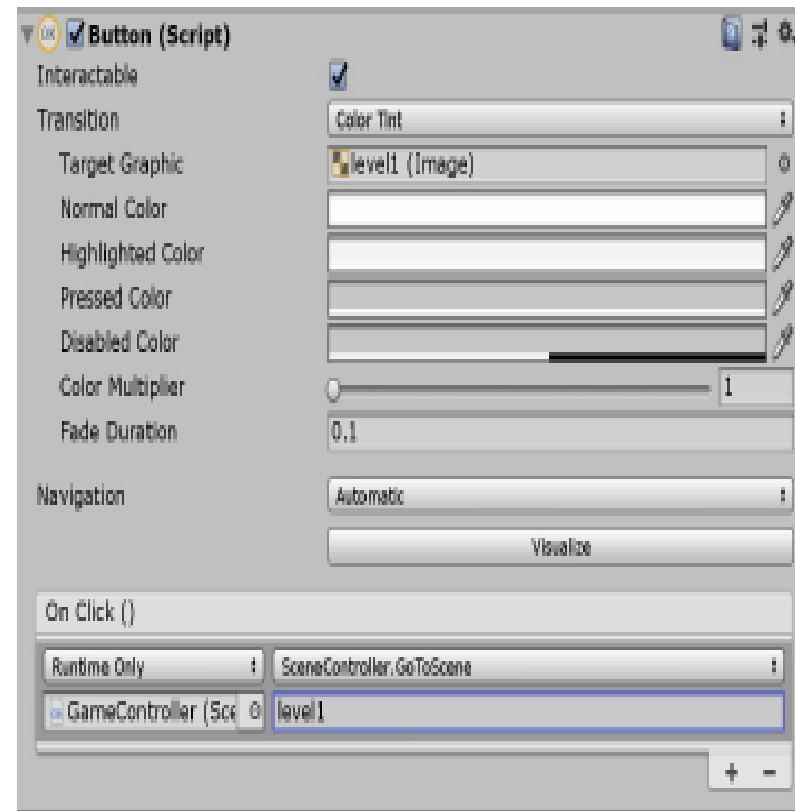 Button (Script)
Interactable
Transition Color Tint
Target Graphic level1 (Image)
Normal Color
Highlighted Color
Pressed Color
Disabled Color
Color Multiplier 1
Fade Duration 0.1
Navigation Automatic
Visualize
On Click ()
Runtime Only SceneController.GoToScene
GameController (Sce level1
+ -